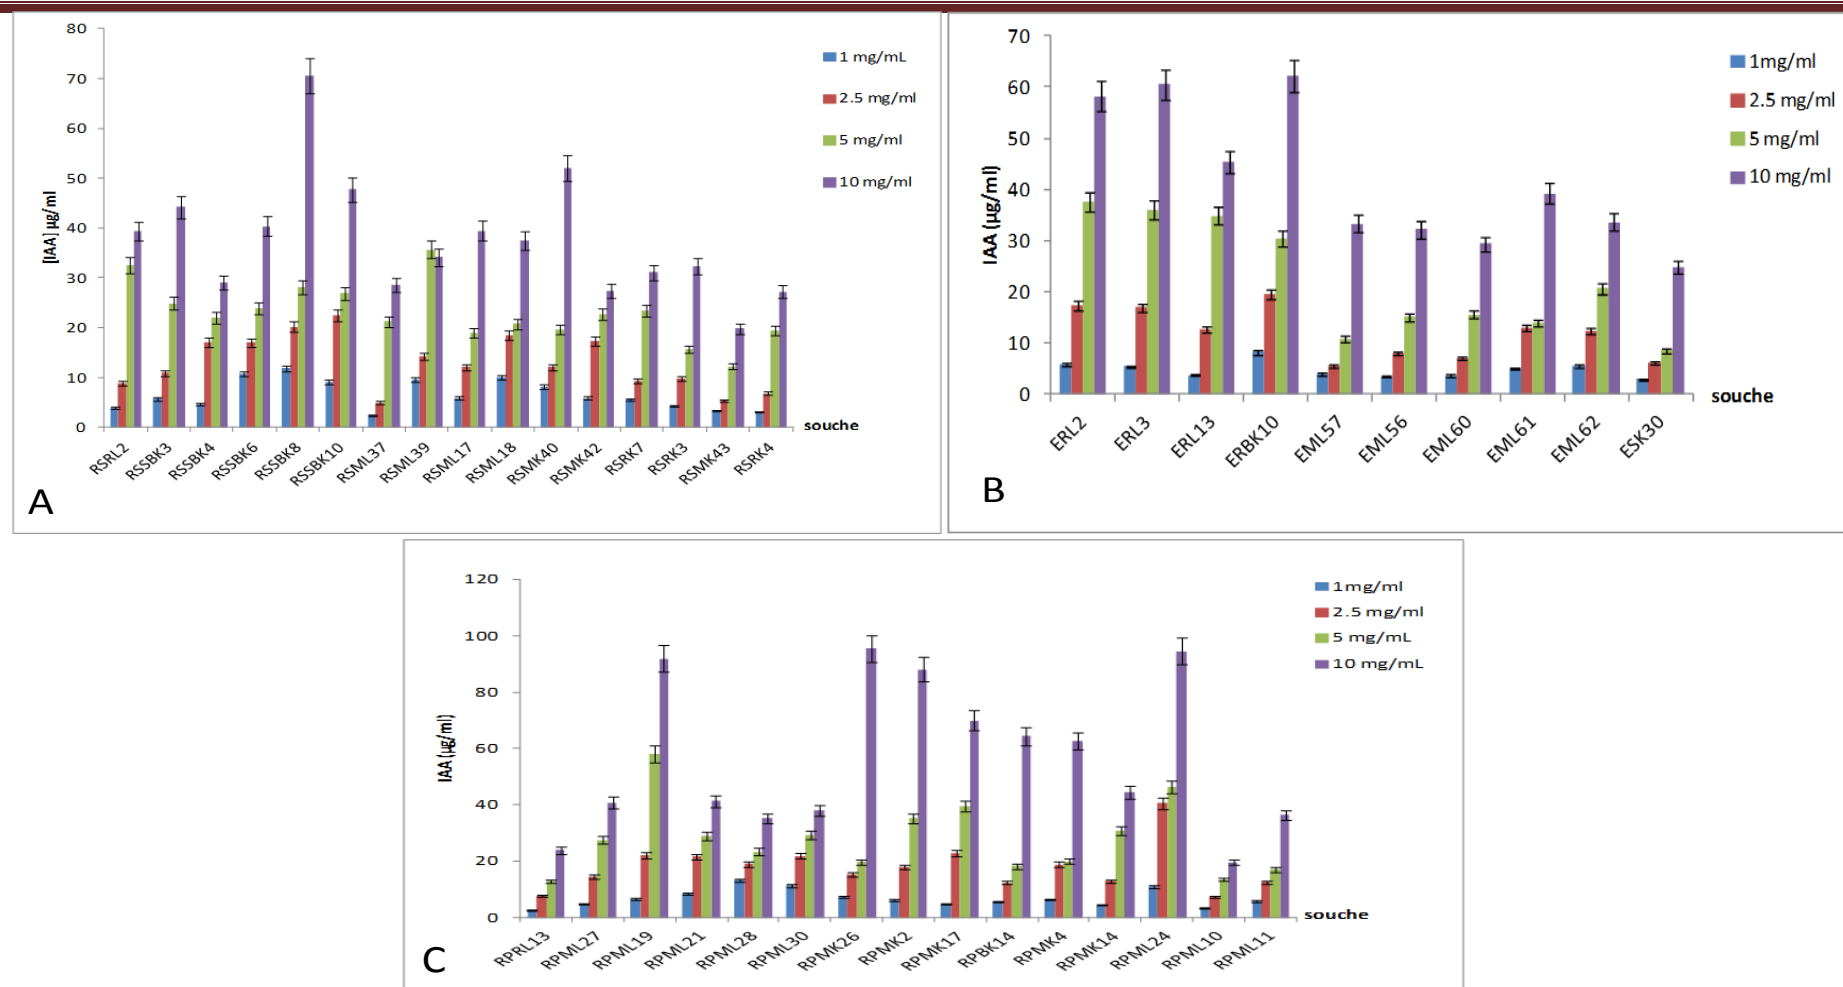 80
70
60
50
40
30
20
10
0
[IAA] µg/ml
1 mg/mL
2.5 mg/ml
5 mg/ml
10 mg/ml
souche
RSRL2
RSSBK3
RSSBK4
RSSBK6
RSSBK8
RSSBK10
RSML37
RSML39
RSML17
RSML18
RSMK40
RSMK42
RSRK7
RSRK3
RSMK43
RSRK4
A
70
60
50
40
30
20
10
0
IAA (µg/ml)
1mg/ml
2.5 mg/ml
5 mg/ml
10 mg/ml
souche
ERL2
ERL3
ERL13
ERBK10
EML57
EML56
EML60
EML61
EML62
ESK30
B
120
100
80
60
40
20
0
IAA (µg/ml)
1mg/ml
2.5 mg/ml
5 mg/mL
10 mg/mL
souche
RPRL13
RPML27
RPML19
RPML21
RPML28
RPML30
RPMK26
RPMK2
RPMK17
RPBK14
RPMK4
RPMK14
RPML24
RPML10
RPML11
C